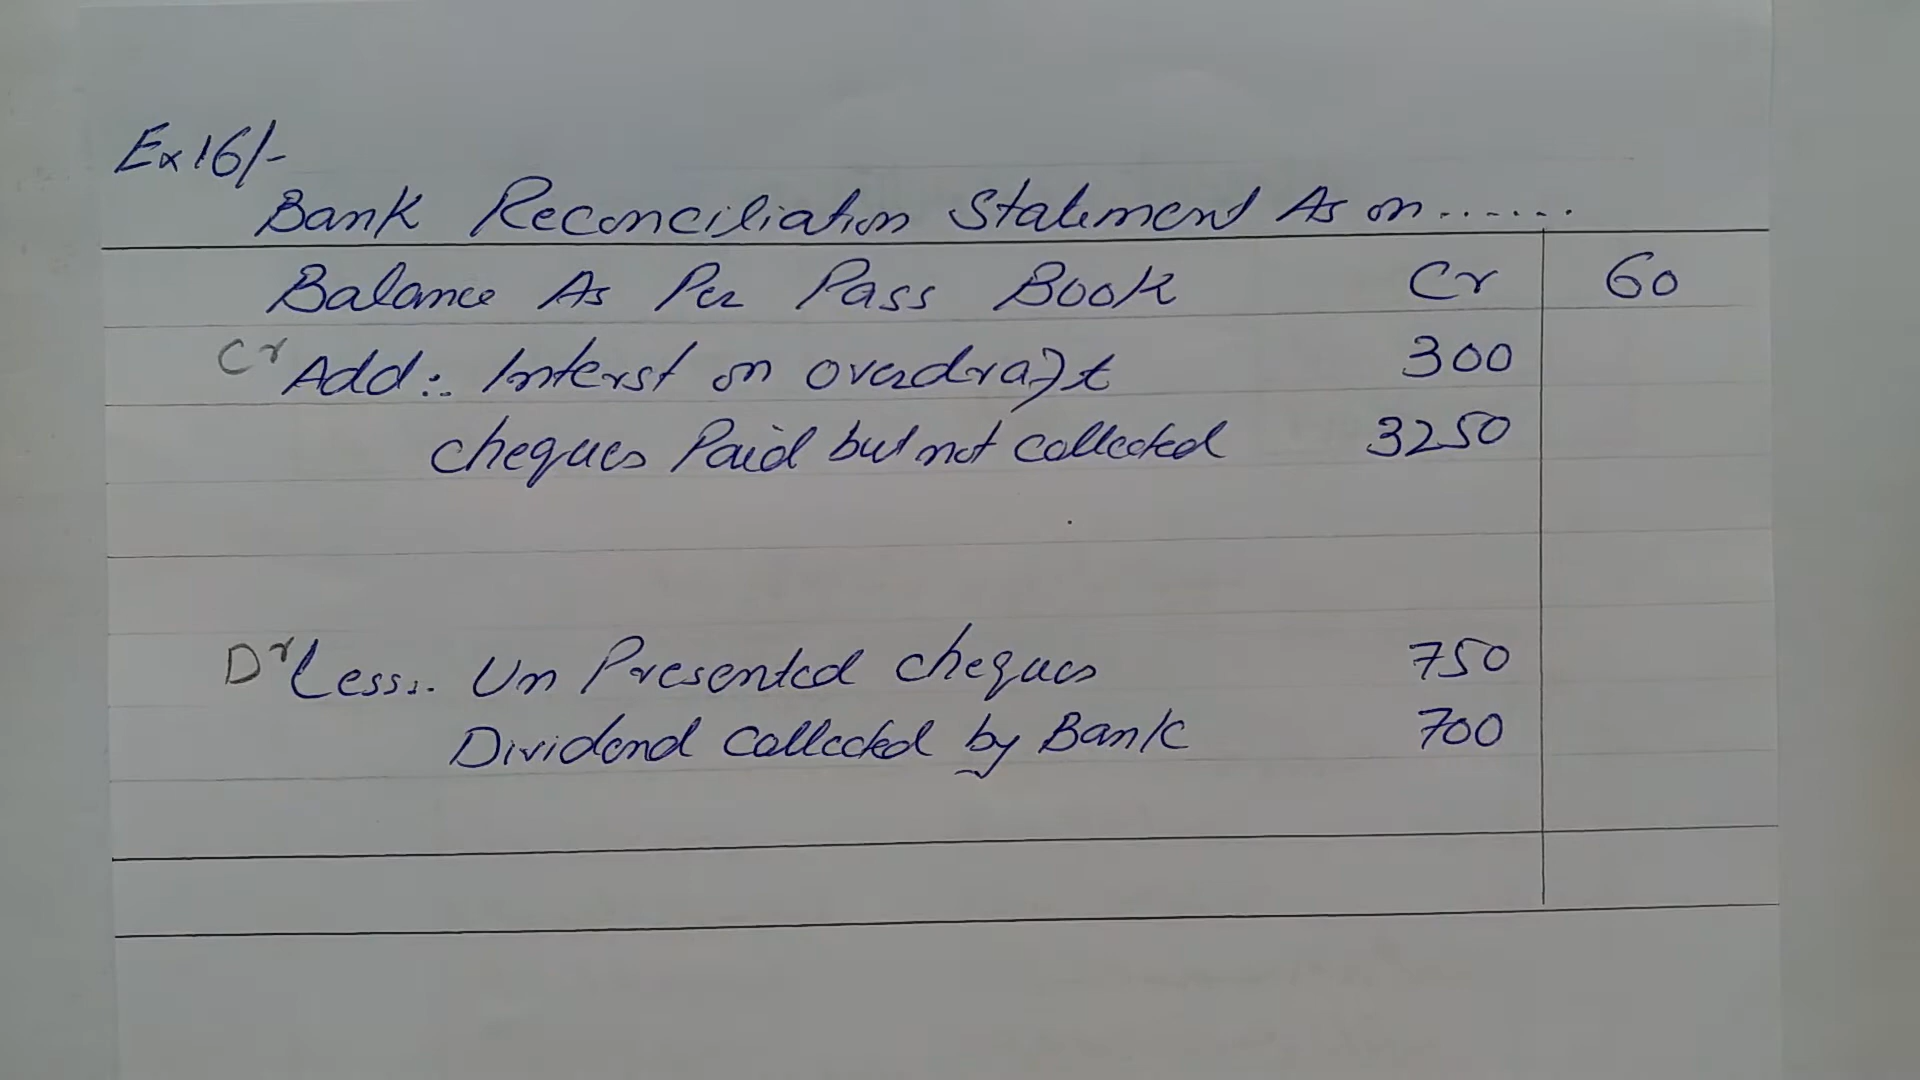 Ex 16/-
Bank Reconciliation Statement As on......
Balance As Per Pass Book Cr 60
Cr Add:. Interst on overdraft 300
cheques Paid but not collected 3250
Dr Less:. Un Presented cheques 750
Dividend Collected by Bank 700